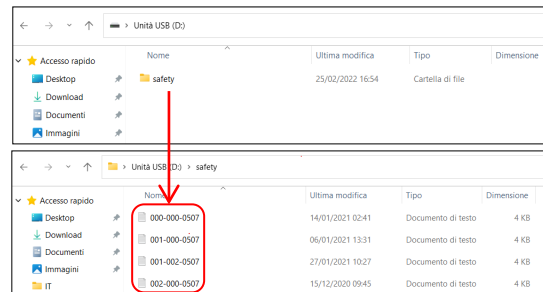 Unità USB (D:)
Nome Ultima modifica Tipo Dimensione
Accesso rapido
Desktop safety 25/02/2022 16:54 Cartella di file
Download
Documenti
Immagini
Unità USB (D:) safety
Nome Ultima modifica Tipo Dimensione
Accesso rapido
Desktop 000-000-0507 14/01/2021 02:41 Documento di testo 4 KB
Download 001-000-0507 06/01/2021 13:31 Documento di testo 4 KB
Documenti 001-002-0507 27/01/2021 10:27 Documento di testo 4 KB
Immagini
IT 002-000-0507 15/12/2020 09:45 Documento di testo 4 KB